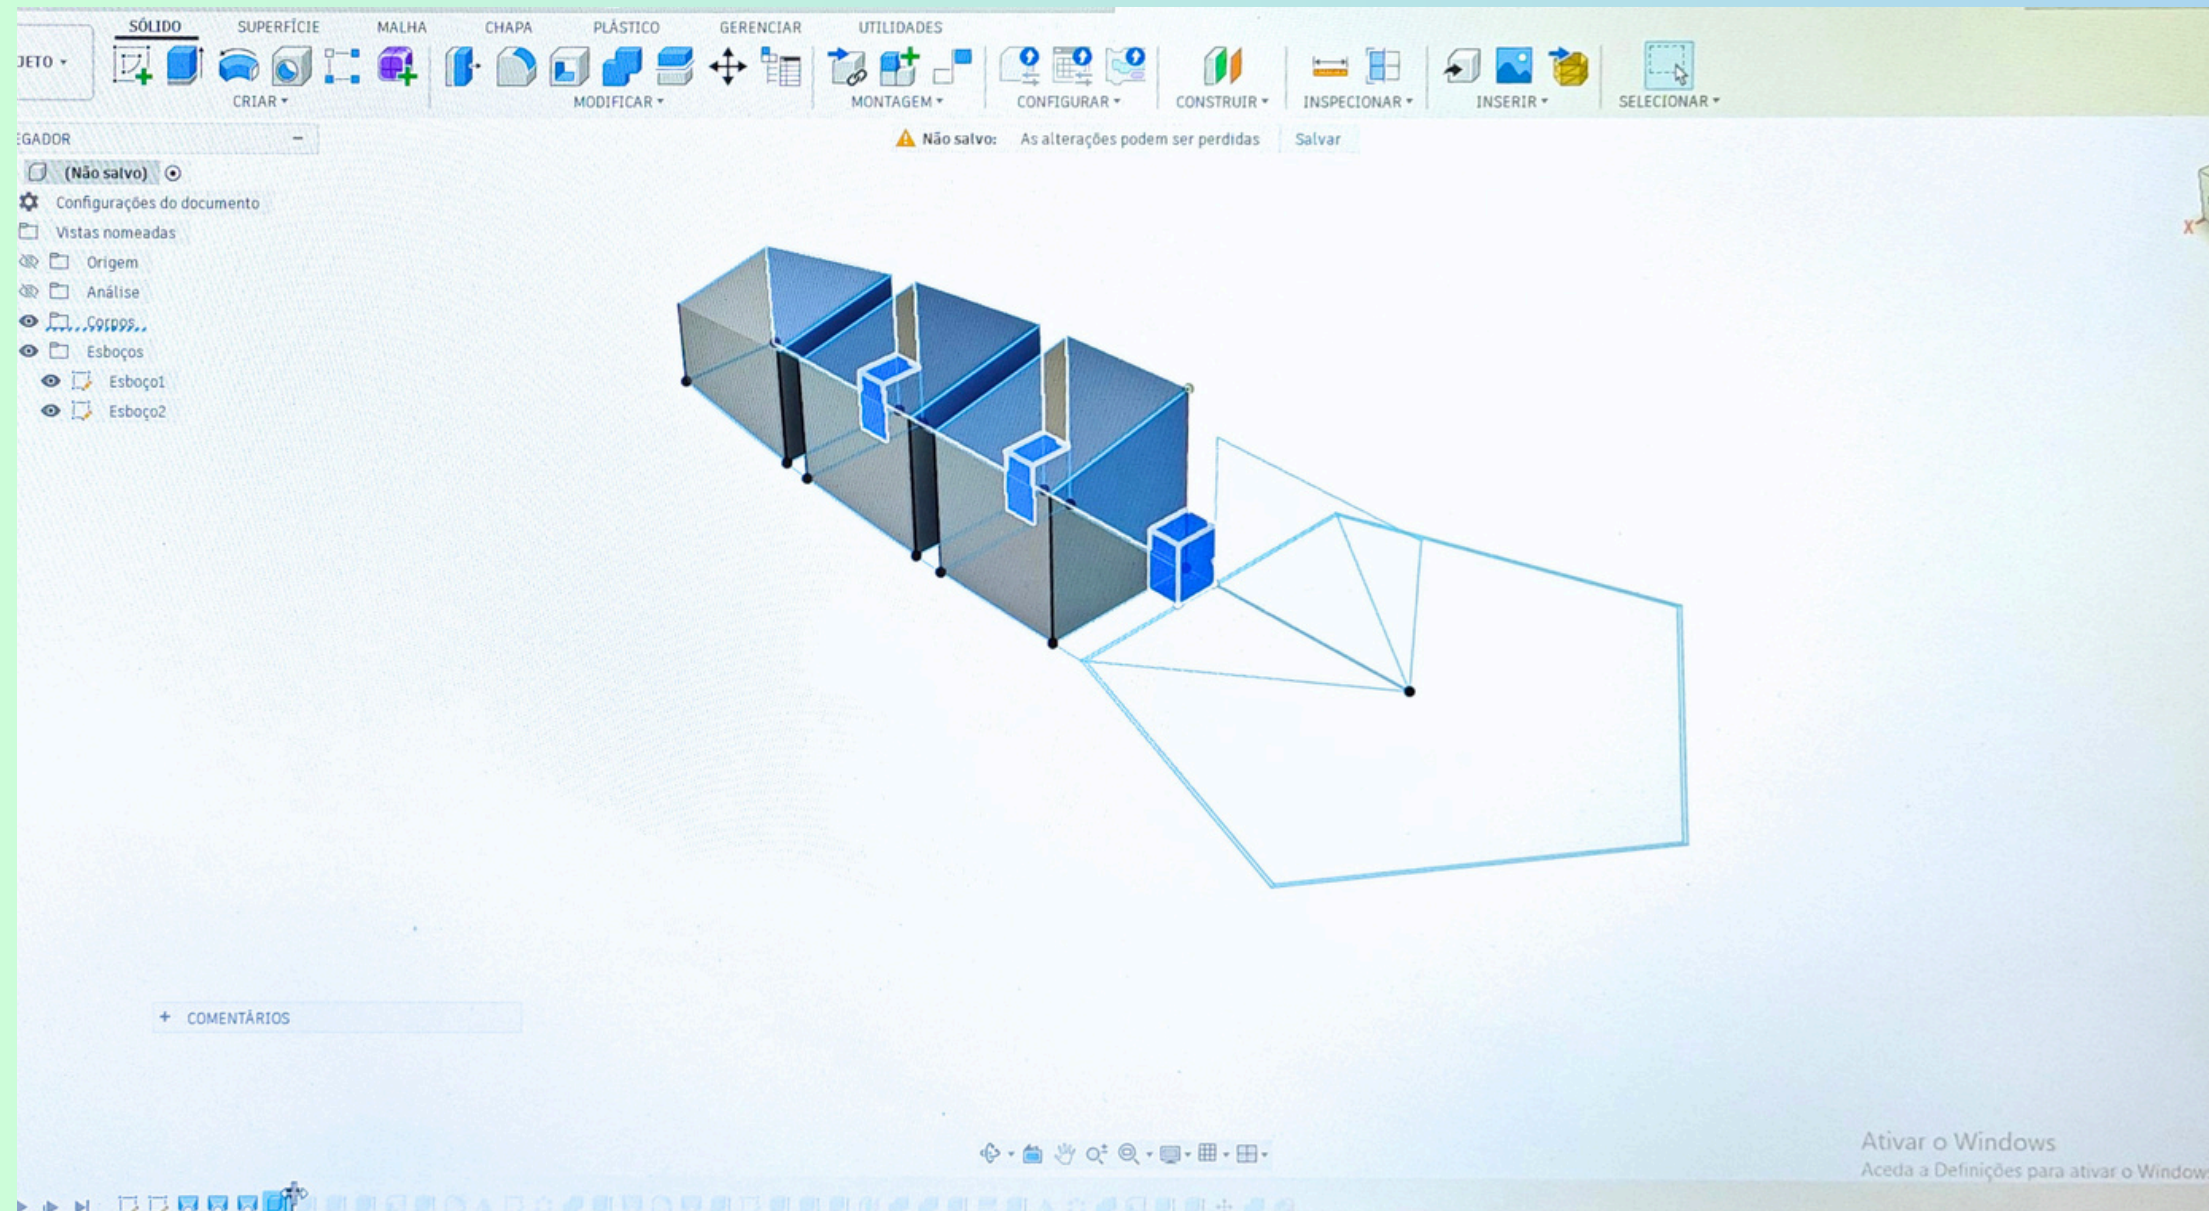 SÓLIDO SUPERFÍCIE MALHA CHAPA PLÁSTICO GERENCIAR UTILIDADES
JETO
CRIAR MODIFICAR MONTAGEM CONFIGURAR CONSTRUIR INSPECIONAR INSERIR SELECIONAR
EGADOR
Não salvo: As alterações podem ser perdidas Salvar
(Não salvo)
Configurações do documento
Vistas nomeadas
Origem
Análise
Corpos
Esboços
Esboço1
Esboço2
X
+ COMENTÁRIOS
Ativar o Windows
Aceda a Definições para ativar o Window